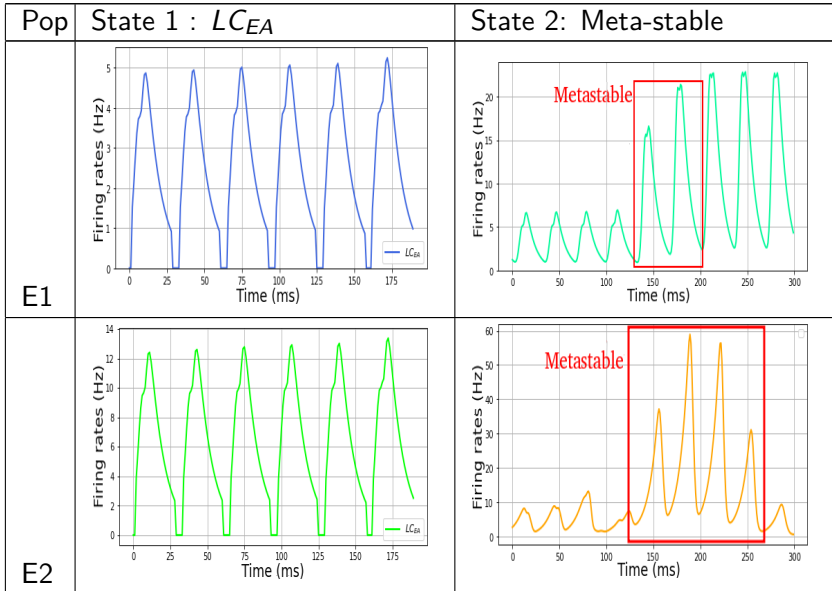 Pop State 1 : LC_EA State 2: Meta-stable
E1
Firing rates (Hz)
5
4
3
2
1
0
0 25 50 75 100 125 150 175
Time (ms)
LC_EA
Metastable
Firing rates (Hz)
20
15
10
5
0
0 50 100 150 200 250 300
Time (ms)
E2
Firing rates (Hz)
14
12
10
8
6
4
2
0
0 25 50 75 100 125 150 175
Time (ms)
LC_EA
Metastable
Firing rates (Hz)
60
50
40
30
20
10
0
0 50 100 150 200 250 300
Time (ms)